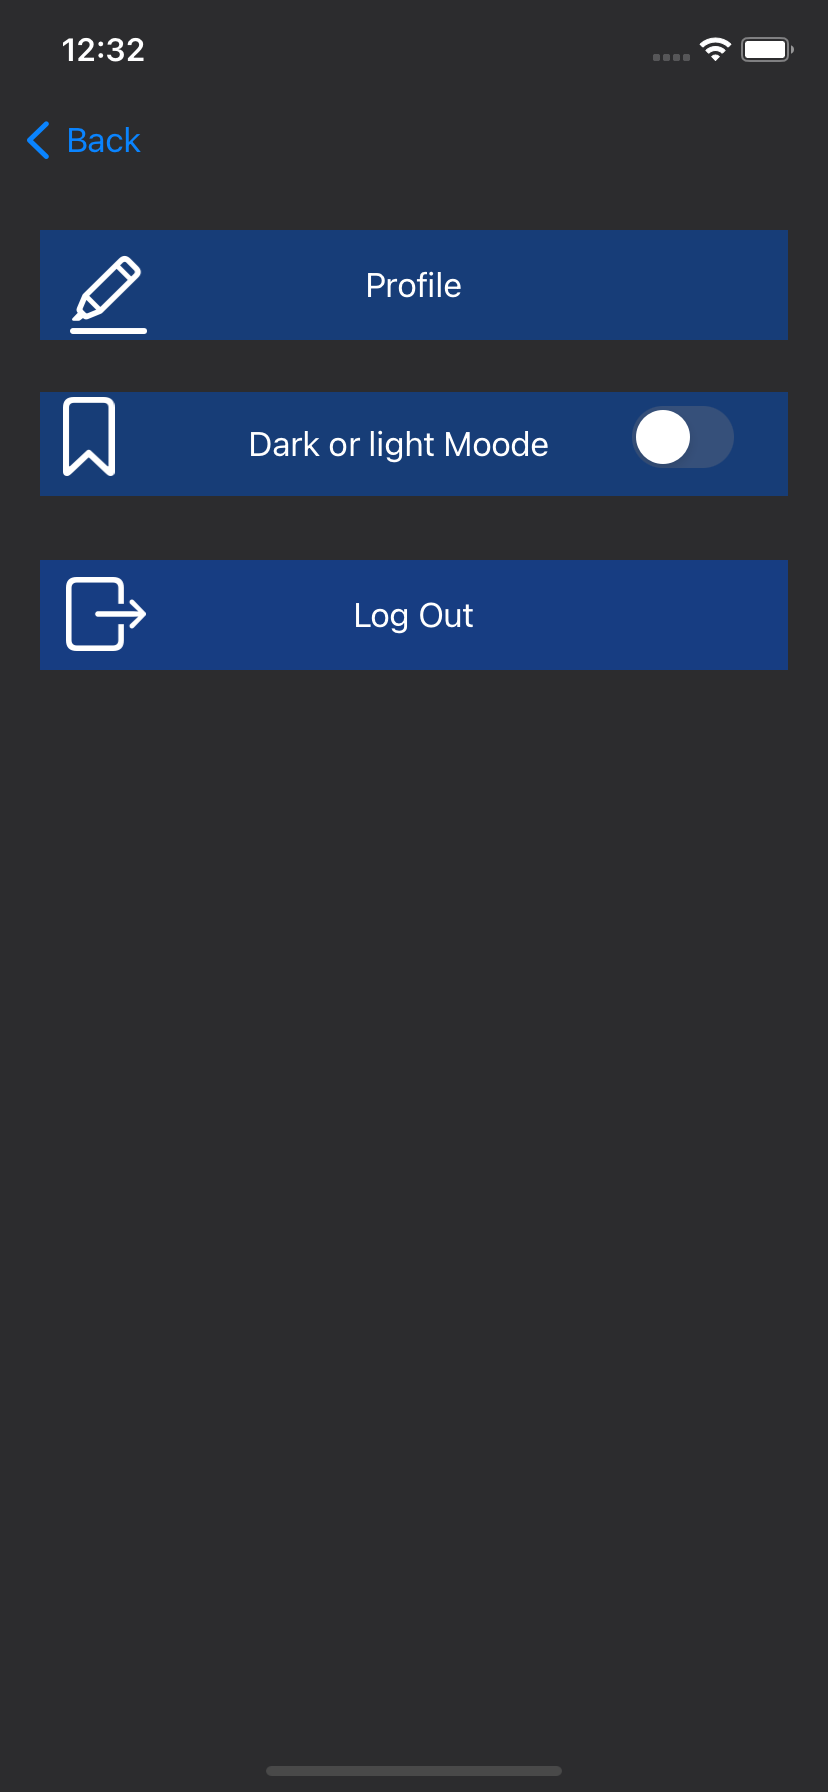 12:32
Back
Profile
Dark or light Moode
Log Out